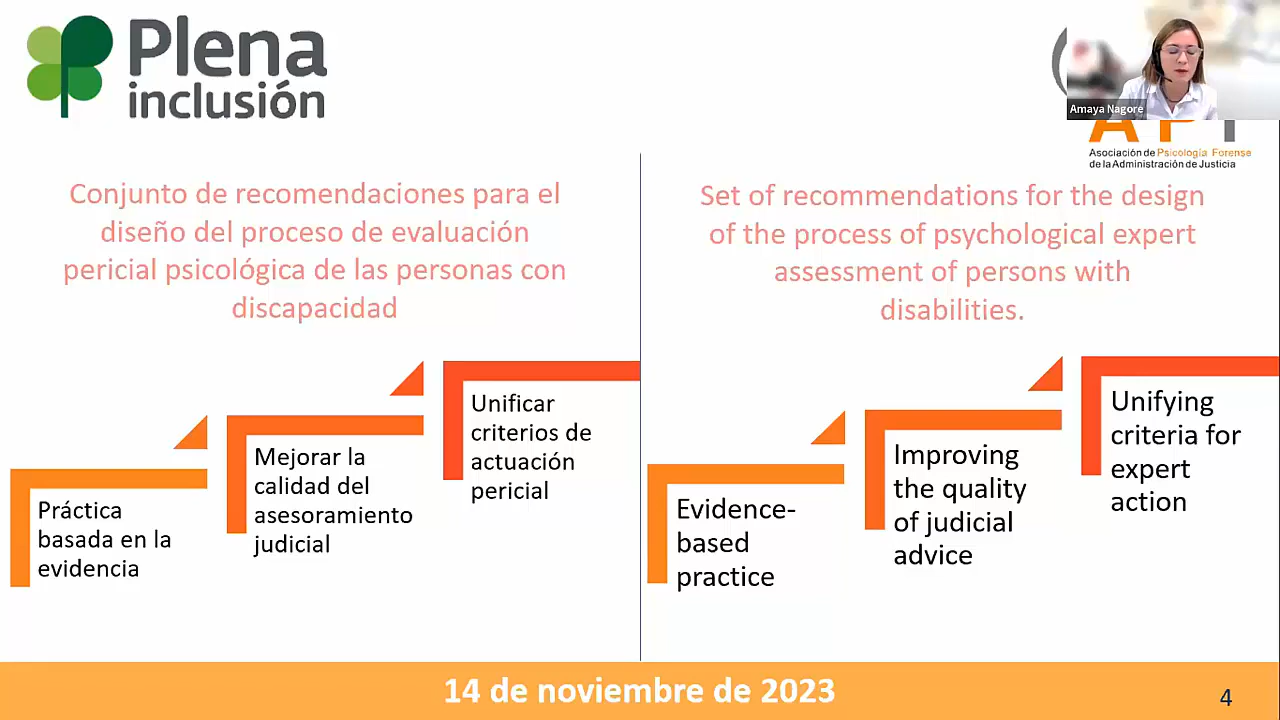 Plena
inclusión
Amaya Nagore
Asociación de Psicología Forense
de la Administración de Justicia
Conjunto de recomendaciones para el
diseño del proceso de evaluación
pericial psicológica de las personas con
discapacidad
Práctica
basada en la
evidencia
Mejorar la
calidad del
asesoramiento
judicial
Unificar
criterios de
actuación
pericial
Set of recommendations for the design
of the process of psychological expert
assessment of persons with
disabilities.
Evidence-
based
practice
Improving
the quality
of judicial
advice
Unifying
criteria for
expert
action
14 de noviembre de 2023
4